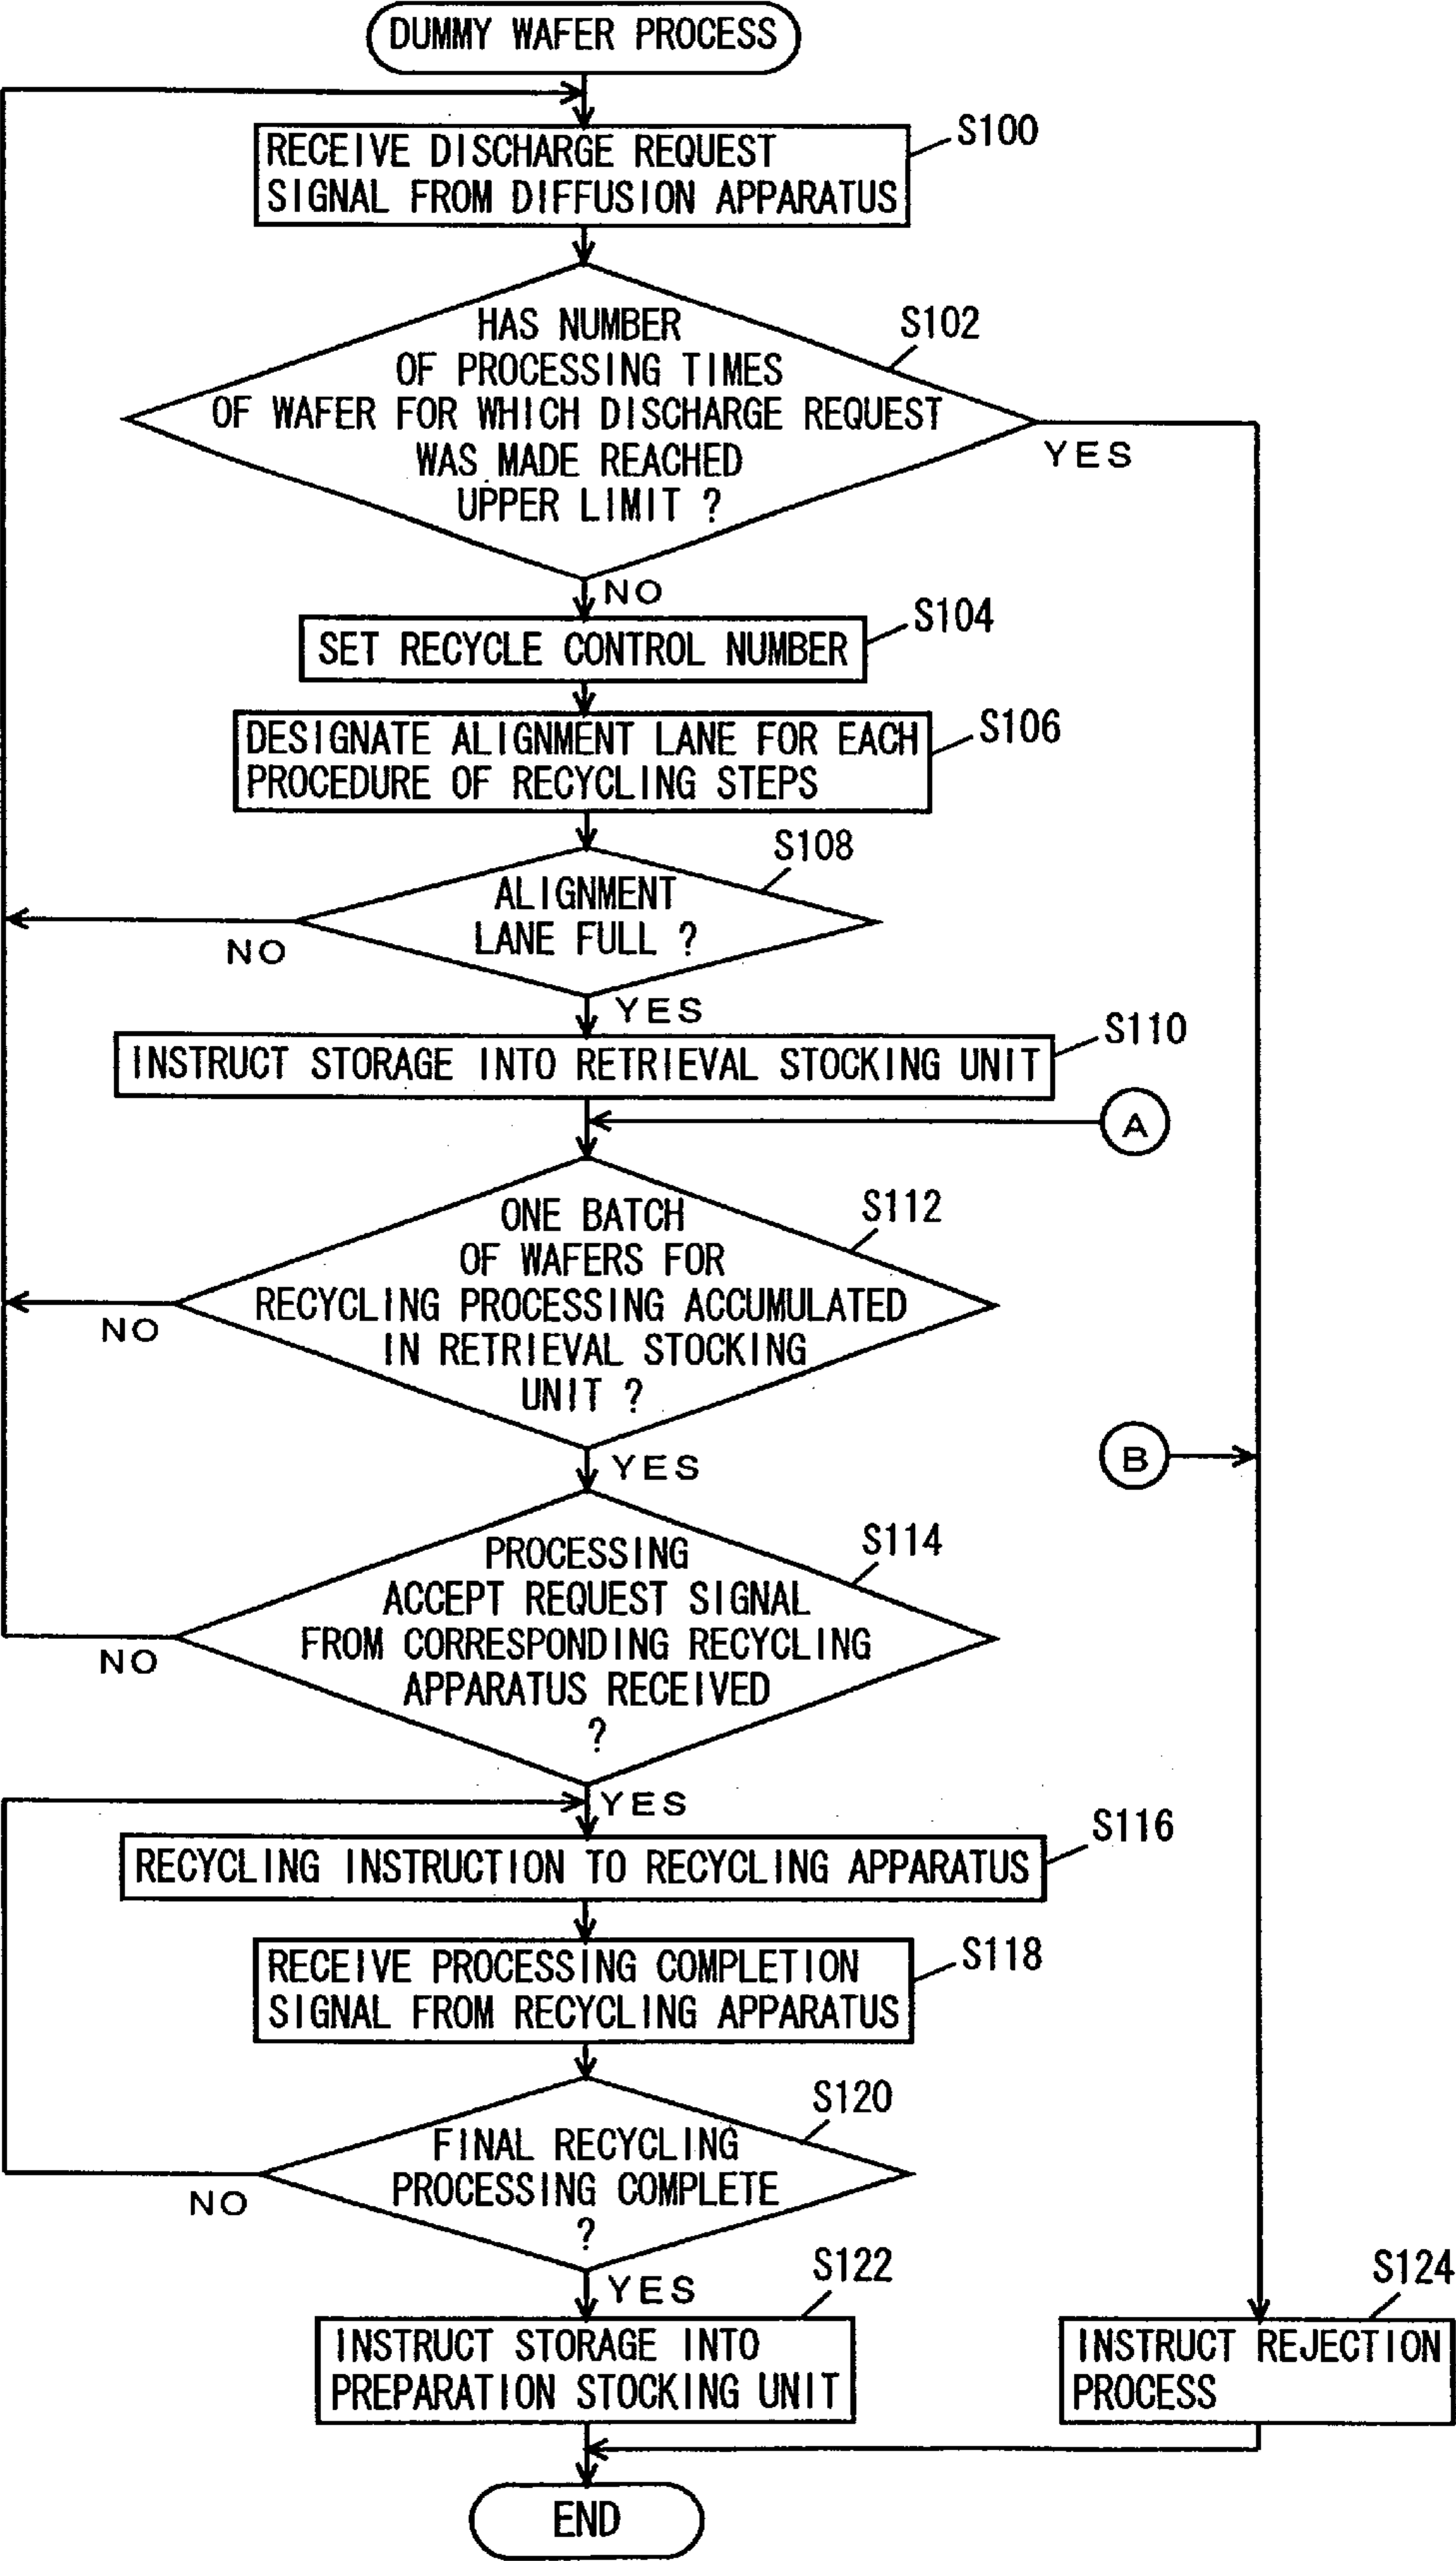 DUMMY WAFER PROCESS
RECEIVE DISCHARGE REQUEST
SIGNAL FROM DIFFUSION APPARATUS
S100
HAS NUMBER
OF PROCESSING TIMES
OF WAFER FOR WHICH DISCHARGE REQUEST
WAS MADE REACHED
UPPER LIMIT ?
S102
YES
NO
SET RECYCLE CONTROL NUMBER
S104
DESIGNATE ALIGNMENT LANE FOR EACH
PROCEDURE OF RECYCLING STEPS
S106
ALIGNMENT
LANE FULL ?
S108
NO
YES
INSTRUCT STORAGE INTO RETRIEVAL STOCKING UNIT
S110
A
ONE BATCH
OF WAFERS FOR
RECYCLING PROCESSING ACCUMULATED
IN RETRIEVAL STOCKING
UNIT ?
S112
NO
YES
B
PROCESSING
ACCEPT REQUEST SIGNAL
FROM CORRESPONDING RECYCLING
APPARATUS RECEIVED
?
S114
NO
YES
RECYCLING INSTRUCTION TO RECYCLING APPARATUS
S116
RECEIVE PROCESSING COMPLETION
SIGNAL FROM RECYCLING APPARATUS
S118
FINAL RECYCLING
PROCESSING COMPLETE
?
S120
NO
YES
INSTRUCT STORAGE INTO
PREPARATION STOCKING UNIT
S122
INSTRUCT REJECTION
PROCESS
S124
END